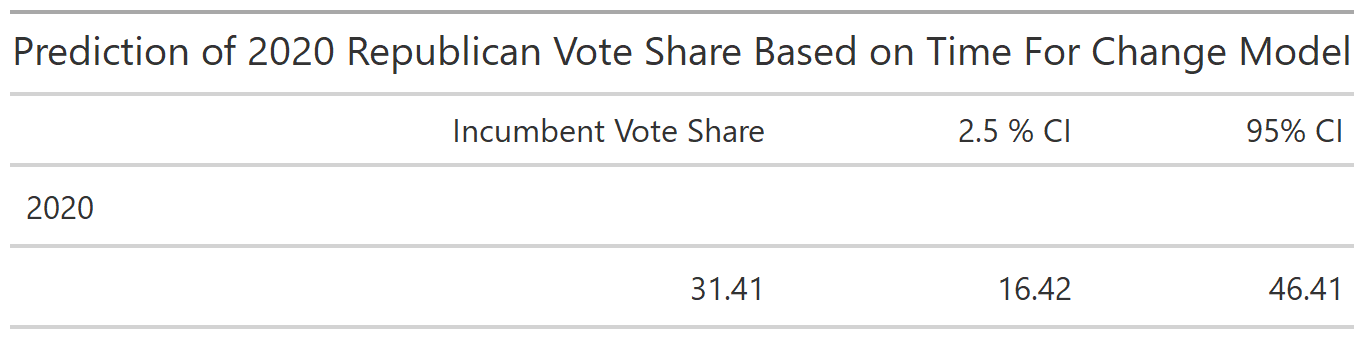 Prediction of 2020 Republican Vote Share Based on Time For Change Model
Incumbent Vote Share 2.5 % CI 95% CI
2020
31.41 16.42 46.41